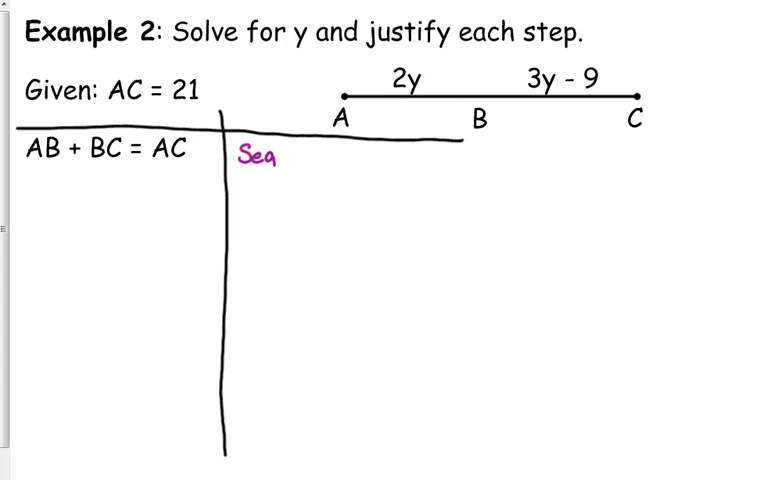 Example 2: Solve for y and justify each step.
Given: AC = 21
2y 3y - 9
A B C
AB + BC = AC Seg